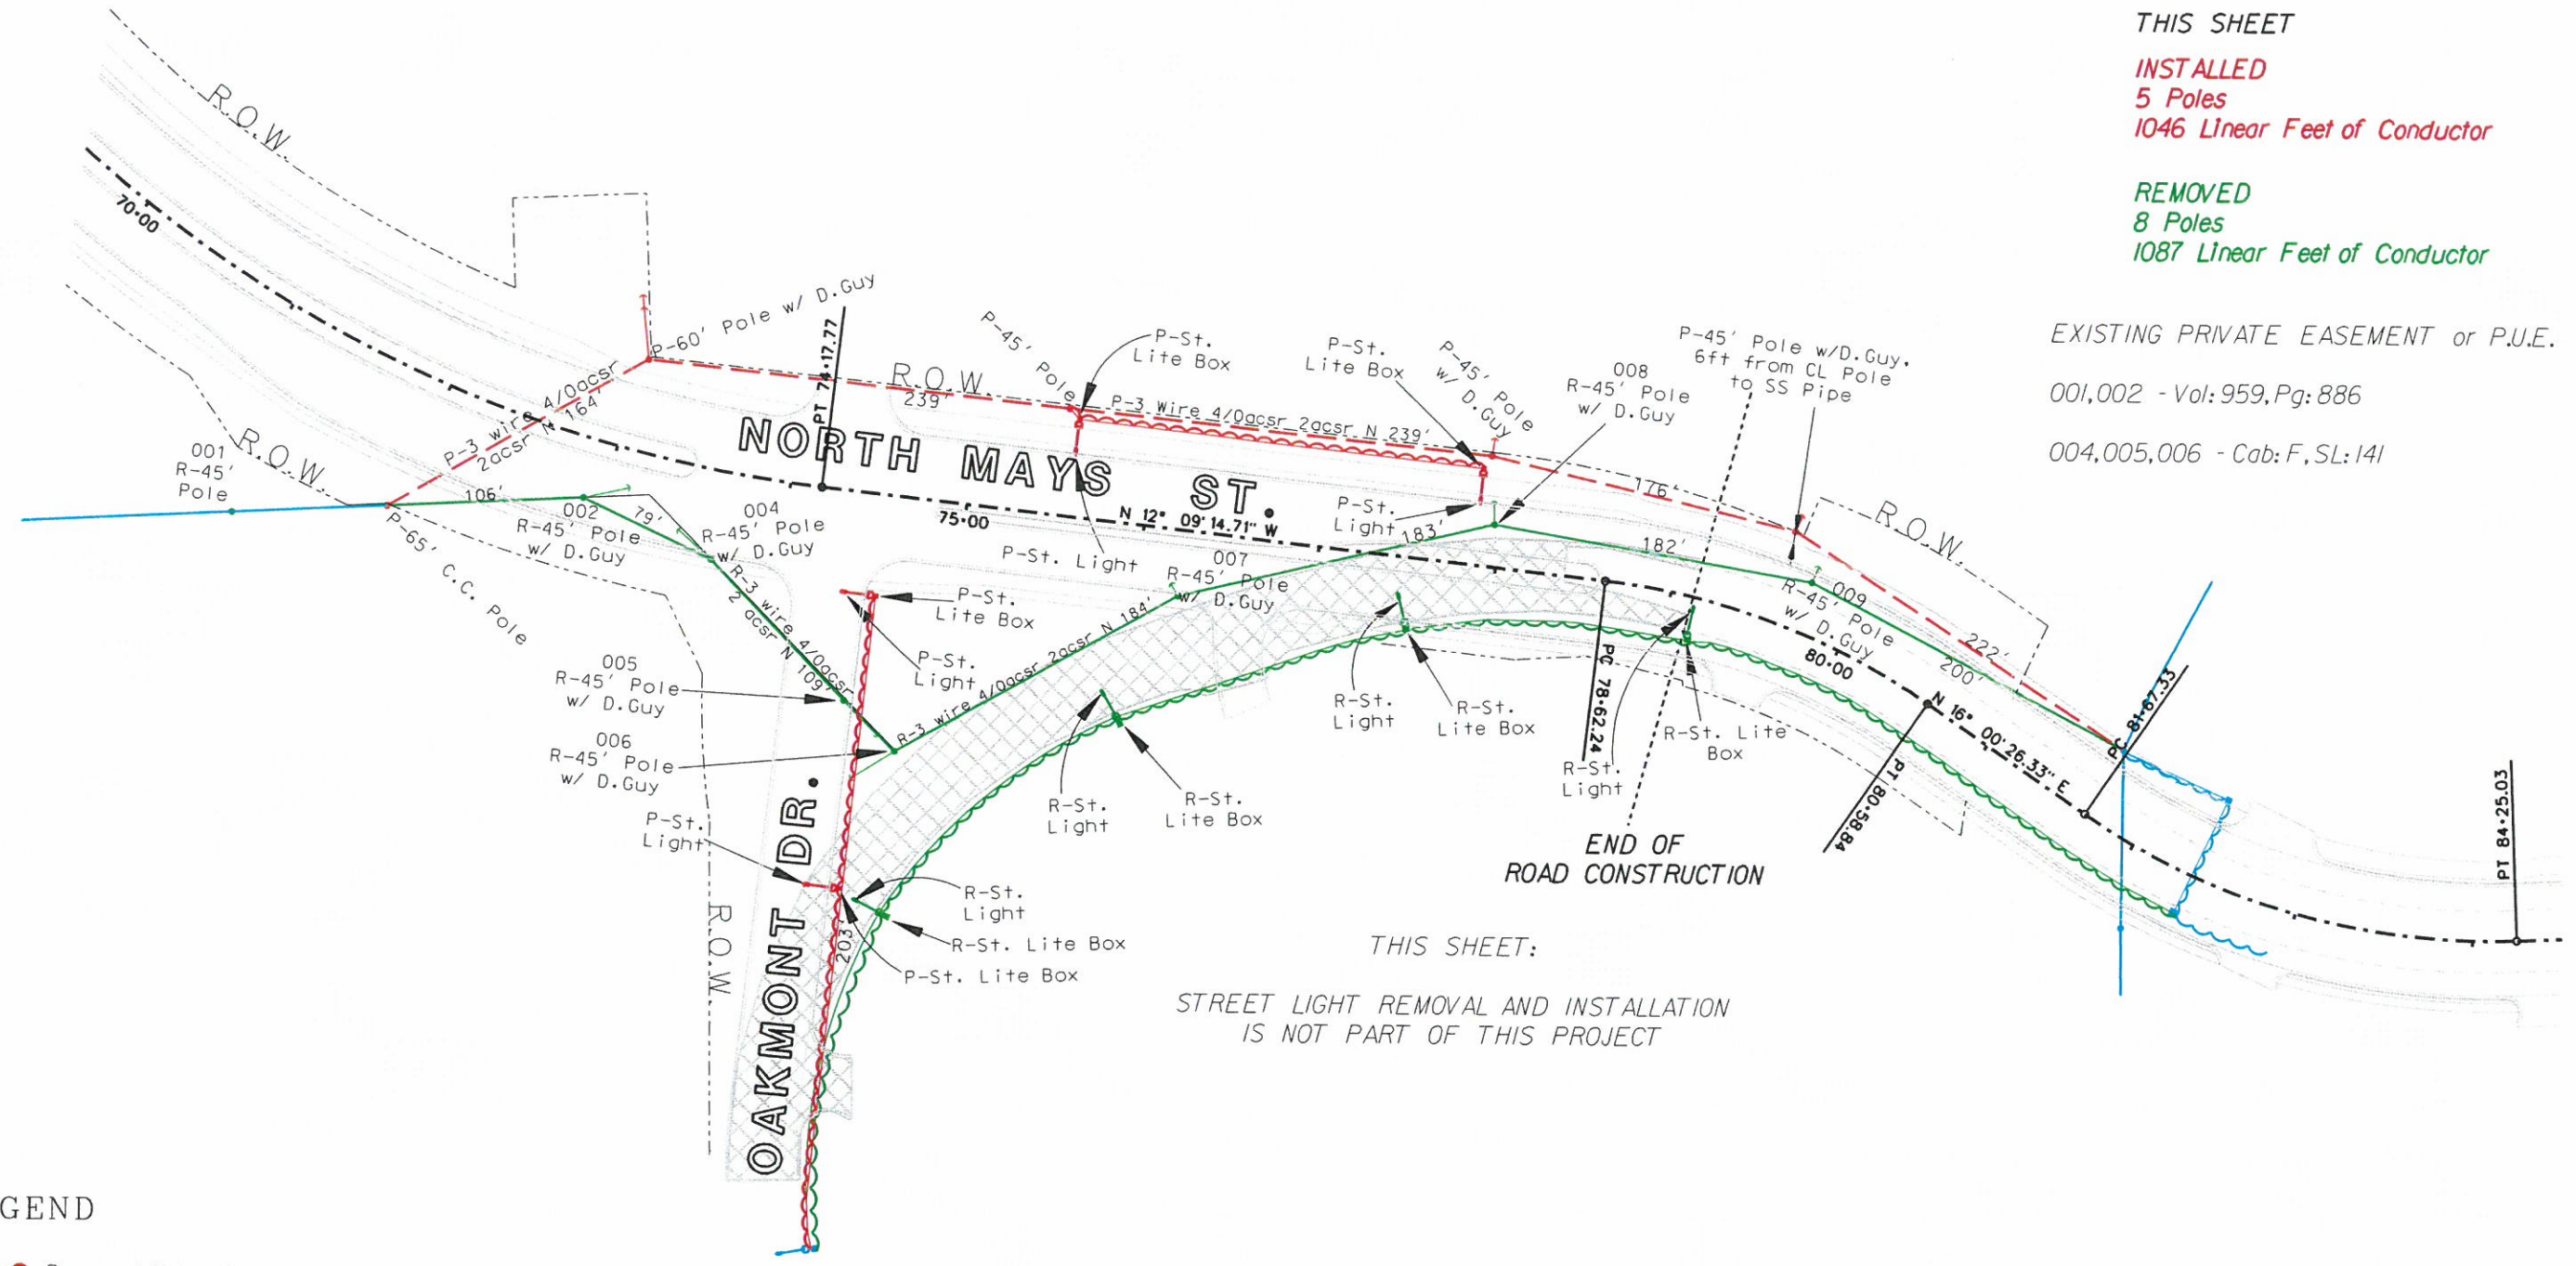 THIS SHEET
INSTALLED
5 Poles
1046 Linear Feet of Conductor
REMOVED
8 Poles
1087 Linear Feet of Conductor
EXISTING PRIVATE EASEMENT or P.U.E.
001,002 - Vol: 959, Pg: 886
004,005,006 - Cab: F, SL: 141
R.O.W.
70+00
P-60' Pole w/ D.Guy
PT 74+17.77
P-3 wire 4/0acsr
2acsr N 164'
R.O.W.
239'
P-45' Pole
P-St.
Lite Box
P-St.
Lite Box
P-45' Pole
w/ D.Guy
008
R-45' Pole
w/ D.Guy
P-45' Pole w/D.Guy,
6ft from CL Pole
to SS Pipe
P-3 Wire 4/0acsr 2acsr N 239'
176'
R.O.W.
NORTH MAYS ST.
R.O.W.
001
R-45'
Pole
106'
002
R-45' Pole
w/ D.Guy
79'
004
R-45' Pole
w/ D.Guy
P-65' C.C. Pole
75+00
N 12° 09' 14.71" W
P-St. Light
P-St.
Light
183'
182'
007
R-45' Pole
w/ D.Guy
009
R-45' Pole
w/ D.Guy
222'
200'
80+00
R-3 wire 4/0acsr
2 acsr N 109'
P-St.
Lite Box
P-St.
Light
R-3 wire 4/0acsr 2acsr N 184'
005
R-45' Pole
w/ D.Guy
006
R-45' Pole
w/ D.Guy
R-St.
Light
R-St.
Lite Box
PC 78+62.24
R-St.
Light
R-St. Lite
Box
N 16° 00' 26.33" E
PC 81+67.33
PT 80+58.84
PT 84+25.03
R-St.
Light
R-St.
Lite Box
P-St.
Light
END OF
ROAD CONSTRUCTION
R-St.
Light
R-St. Lite Box
P-St. Lite Box
203'
R.O.W.
OAKMONT DR.
THIS SHEET:
STREET LIGHT REMOVAL AND INSTALLATION
IS NOT PART OF THIS PROJECT
GEND